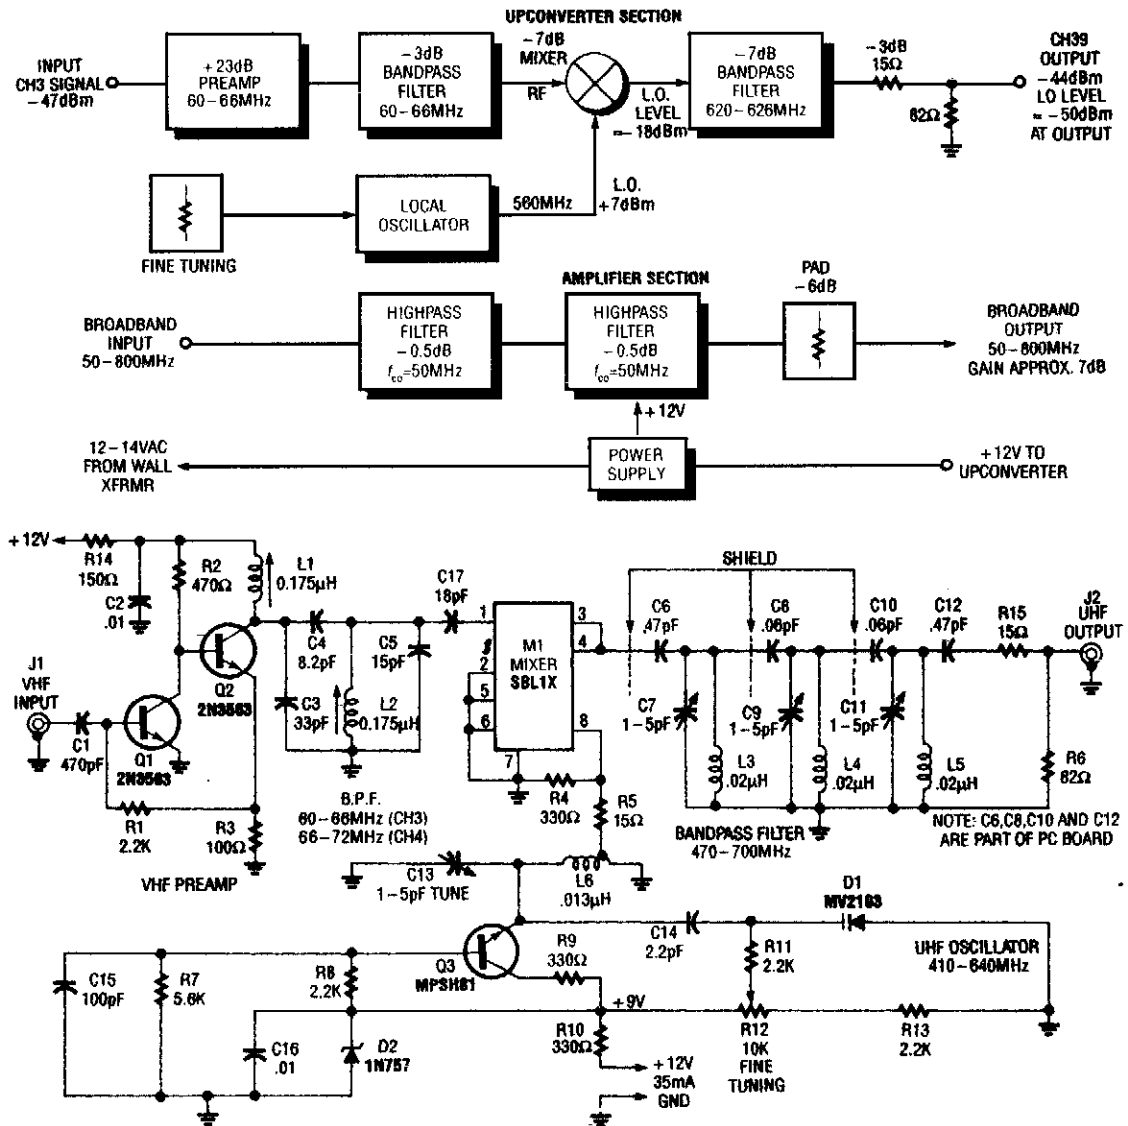 UPCONVERTER SECTION
INPUT
CH3 SIGNAL
−47dBm
+23dB
PREAMP
60−66MHz
−3dB
BANDPASS
FILTER
60−66MHz
−7dB
MIXER
RF
L.O.
LEVEL
≈−18dBm
−7dB
BANDPASS
FILTER
620−626MHz
−3dB
15Ω
82Ω
CH39
OUTPUT
−44dBm
LO LEVEL
≈ −50dBm
AT OUTPUT
FINE TUNING
LOCAL
OSCILLATOR
560MHz
L.O.
+7dBm
AMPLIFIER SECTION
BROADBAND
INPUT
50−800MHz
HIGHPASS
FILTER
−0.5dB
fco=50MHz
HIGHPASS
FILTER
−0.5dB
fco=50MHz
PAD
−6dB
BROADBAND
OUTPUT
50−800MHz
GAIN APPROX. 7dB
+12V
12−14VAC
FROM WALL
XFRMR
POWER
SUPPLY
+12V TO
UPCONVERTER
+12V
R14
150Ω
C2
.01
R2
470Ω
L1
0.175µH
C4
8.2pF
C5
15pF
C17
18pF
C3
33pF
L2
0.175µH
J1
VHF
INPUT
C1
470pF
Q1
2N3563
Q2
2N3563
R1
2.2K
R3
100Ω
VHF PREAMP
B.P.F.
60−66MHz (CH3)
66−72MHz (CH4)
1
2
5
6
7
3
4
8
M1
MIXER
SBL1X
R4
330Ω
R5
15Ω
SHIELD
C6
.47pF
C8
.06pF
C10
.06pF
C12
.47pF
R15
15Ω
J2
UHF
OUTPUT
C7
1−5pF
C9
1−5pF
C11
1−5pF
L3
.02µH
L4
.02µH
L5
.02µH
R6
82Ω
BANDPASS FILTER
470−700MHz
NOTE: C6,C8,C10 AND C12
ARE PART OF PC BOARD
C13
1−5pF TUNE
L6
.013µH
Q3
MPSH81
R9
330Ω
C14
2.2pF
D1
MV2103
R11
2.2K
UHF OSCILLATOR
410−640MHz
C15
100pF
R7
5.6K
R8
2.2K
C16
.01
D2
1N757
+9V
R10
330Ω
R12
10K
FINE
TUNING
R13
2.2K
+12V
35mA
GND